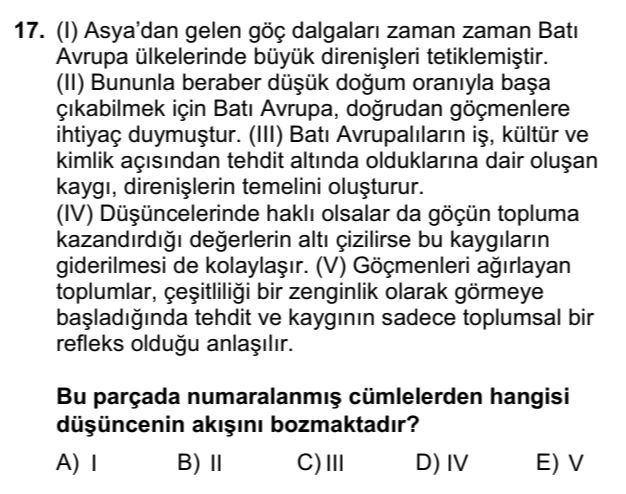 17. (I) Asya’dan gelen göç dalgaları zaman zaman Batı
Avrupa ülkelerinde büyük direnişleri tetiklemiştir.
(II) Bununla beraber düşük doğum oranıyla başa
çıkabilmek için Batı Avrupa, doğrudan göçmenlere
ihtiyaç duymuştur. (III) Batı Avrupalıların iş, kültür ve
kimlik açısından tehdit altında olduklarına dair oluşan
kaygı, direnişlerin temelini oluşturur.
(IV) Düşüncelerinde haklı olsalar da göçün topluma
kazandırdığı değerlerin altı çizilirse bu kaygıların
giderilmesi de kolaylaşır. (V) Göçmenleri ağırlayan
toplumlar, çeşitliliği bir zenginlik olarak görmeye
başladığında tehdit ve kaygının sadece toplumsal bir
refleks olduğu anlaşılır.
Bu parçada numaralanmış cümlelerden hangisi
düşüncenin akışını bozmaktadır?
A) I B) II C) III D) IV E) V